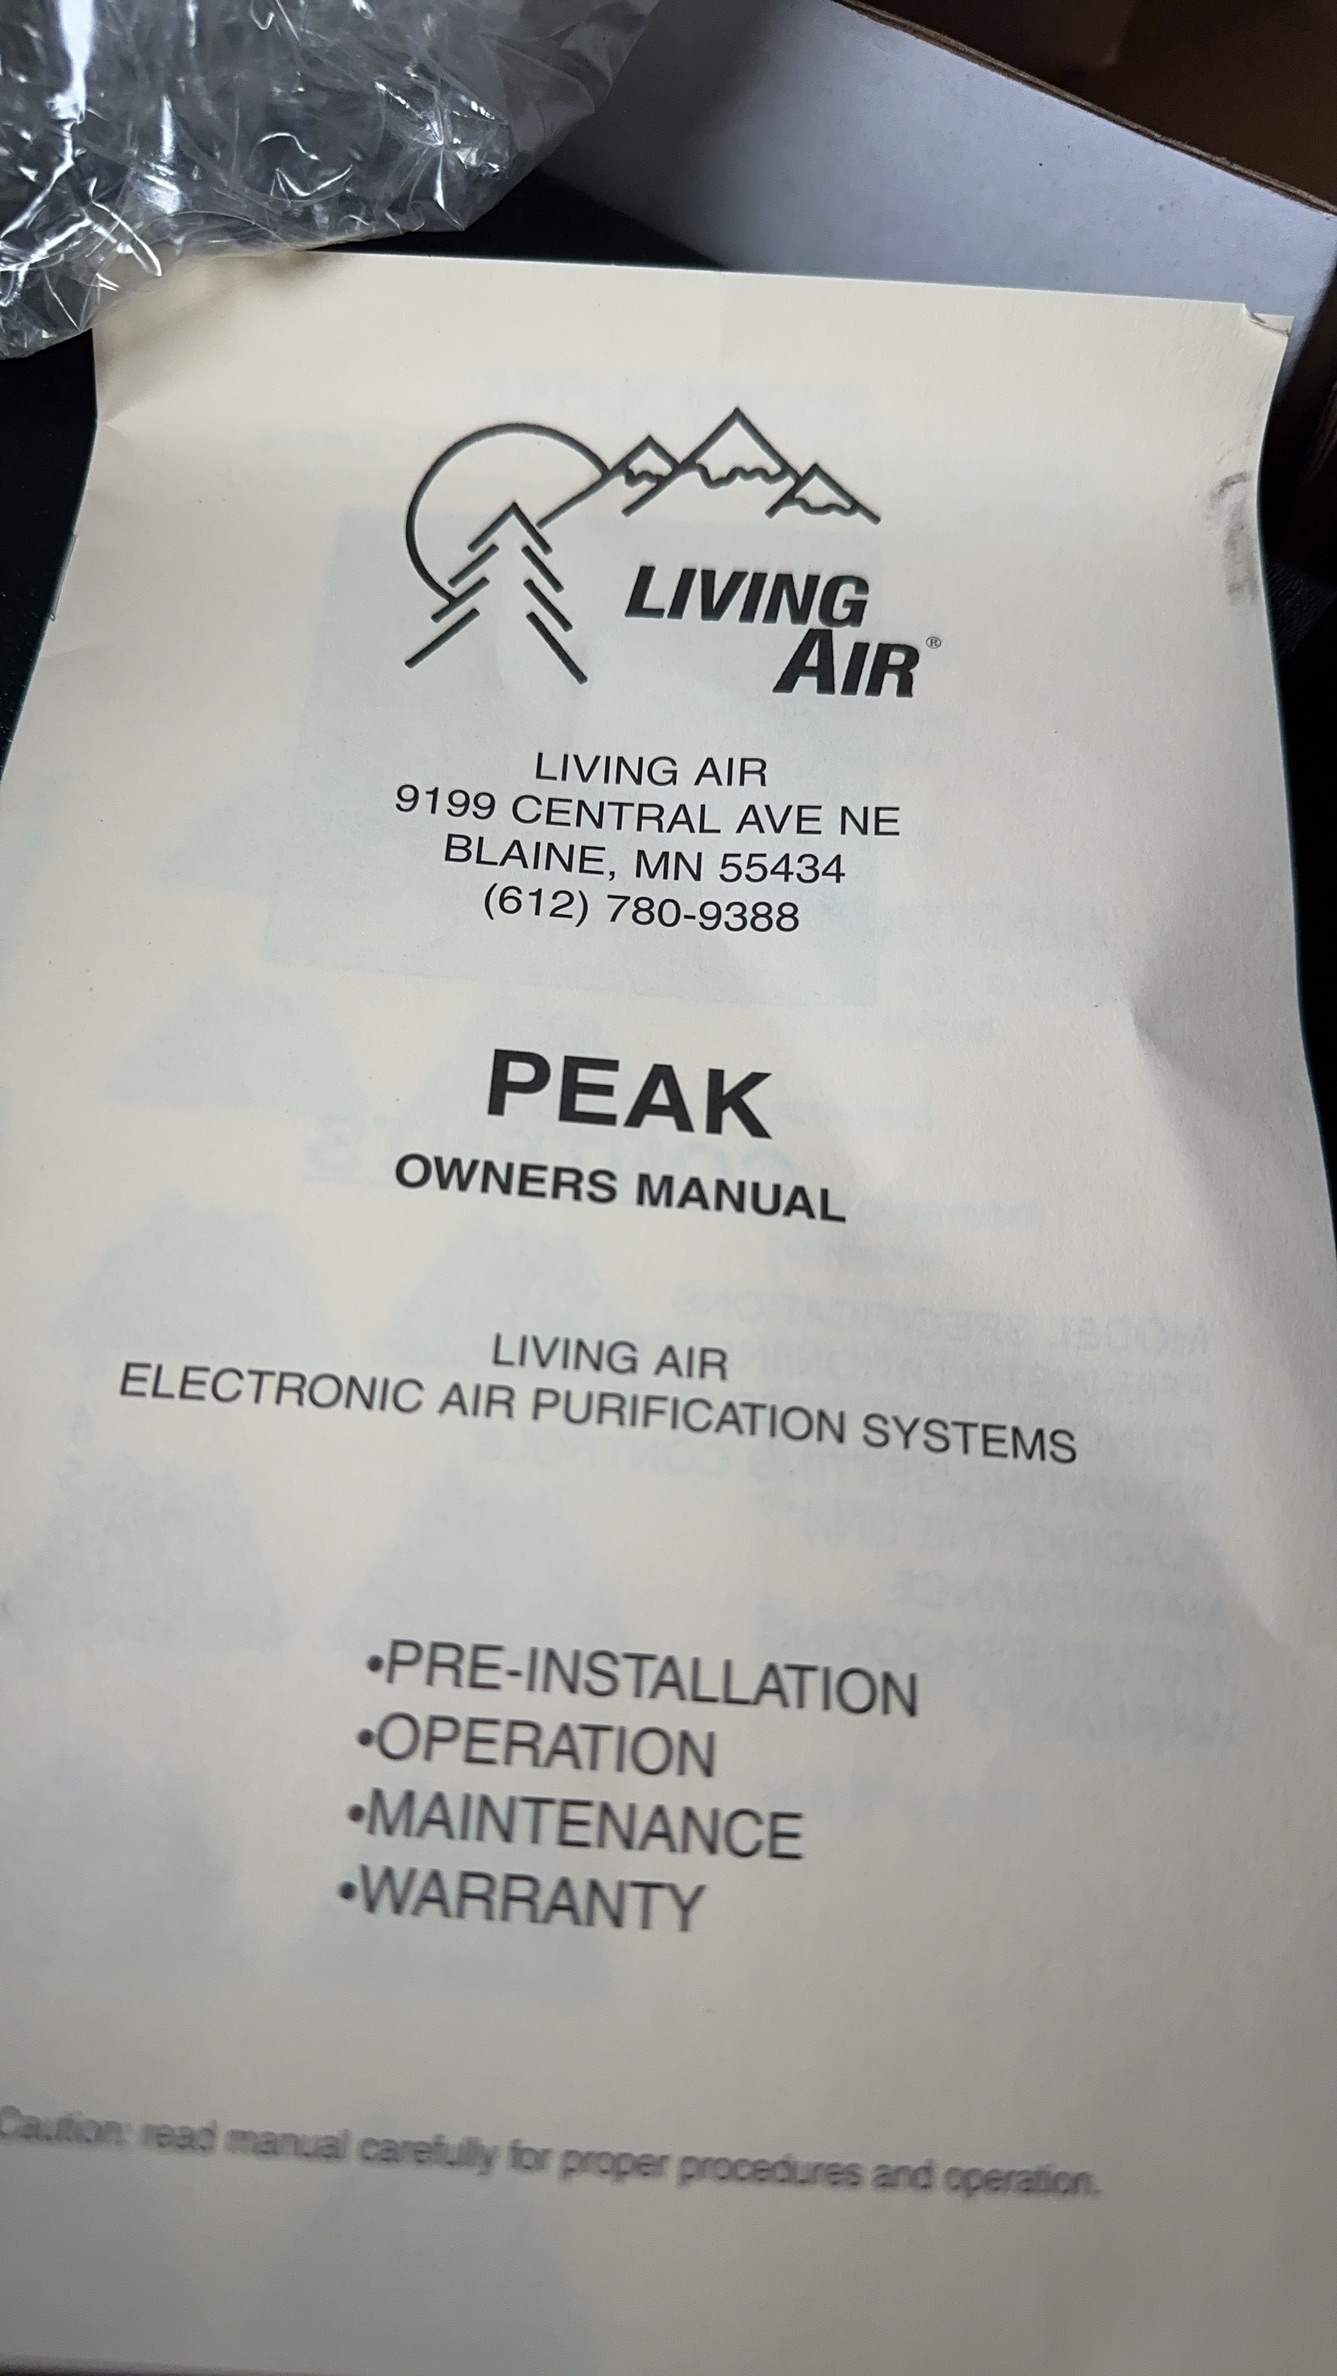 LIVING
AIR®
LIVING AIR
9199 CENTRAL AVE NE
BLAINE, MN 55434
(612) 780-9388
PEAK
OWNERS MANUAL
LIVING AIR
ELECTRONIC AIR PURIFICATION SYSTEMS
•PRE-INSTALLATION
•OPERATION
•MAINTENANCE
•WARRANTY
Caution: read manual carefully for proper procedures and operation.